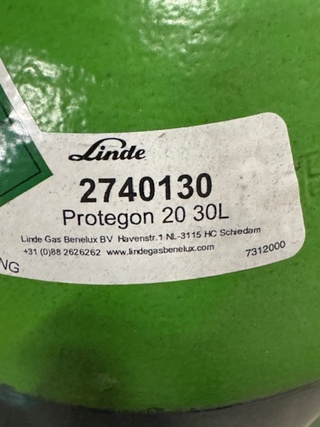 Linde
2740130
Protegon 20 30L
Linde Gas Benelux BV Havenstr. 1 NL-3115 HC Schiedam
+31 (0)88 2626262 www.lindegasbenelux.com
7312000
NG